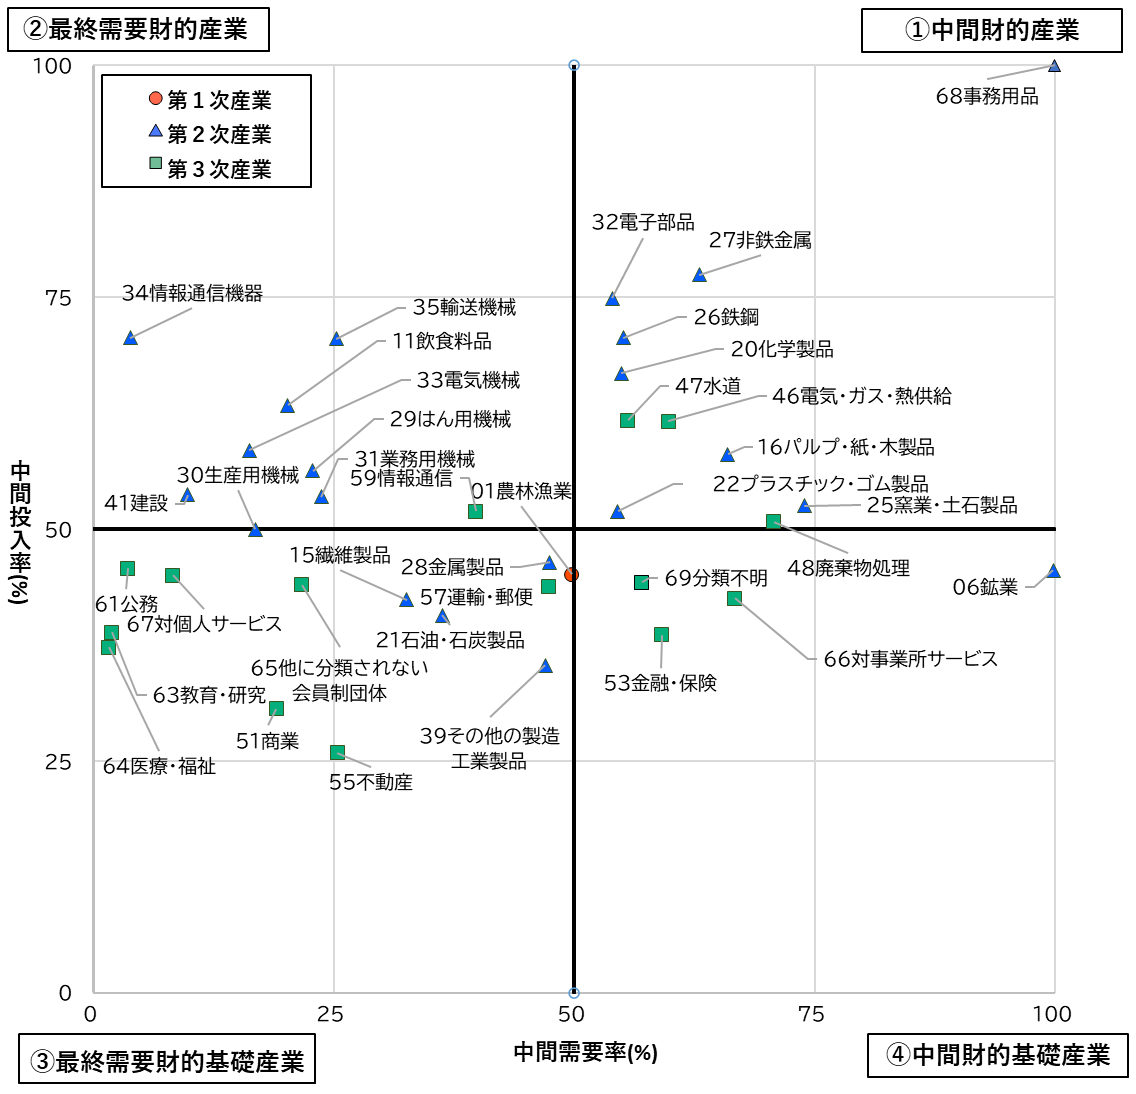 ②最終需要財的産業
①中間財的産業
100
第１次産業
第２次産業
第３次産業
68事務用品
32電子部品
27非鉄金属
34情報通信機器
75
35輸送機械
26鉄鋼
11飲食料品
20化学製品
33電気機械
47水道
46電気・ガス・熱供給
29はん用機械
16パルプ・紙・木製品
31業務用機械
30生産用機械
59情報通信
22プラスチック・ゴム製品
01農林漁業
41建設
25窯業・土石製品
中間投入率(%)
50
15繊維製品
28金属製品
48廃棄物処理
69分類不明
06鉱業
61公務
57運輸・郵便
67対個人サービス
21石油・石炭製品
66対事業所サービス
65他に分類されない
会員制団体
53金融・保険
63教育・研究
51商業
39その他の製造
工業製品
64医療・福祉
25
55不動産
0
0
25
50
75
100
中間需要率(%)
③最終需要財的基礎産業
④中間財的基礎産業